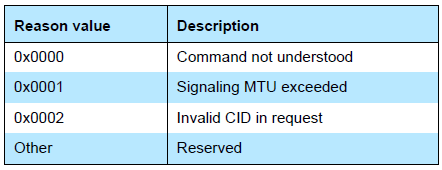 Reason value Description
0x0000 Command not understood
0x0001 Signaling MTU exceeded
0x0002 Invalid CID in request
Other Reserved